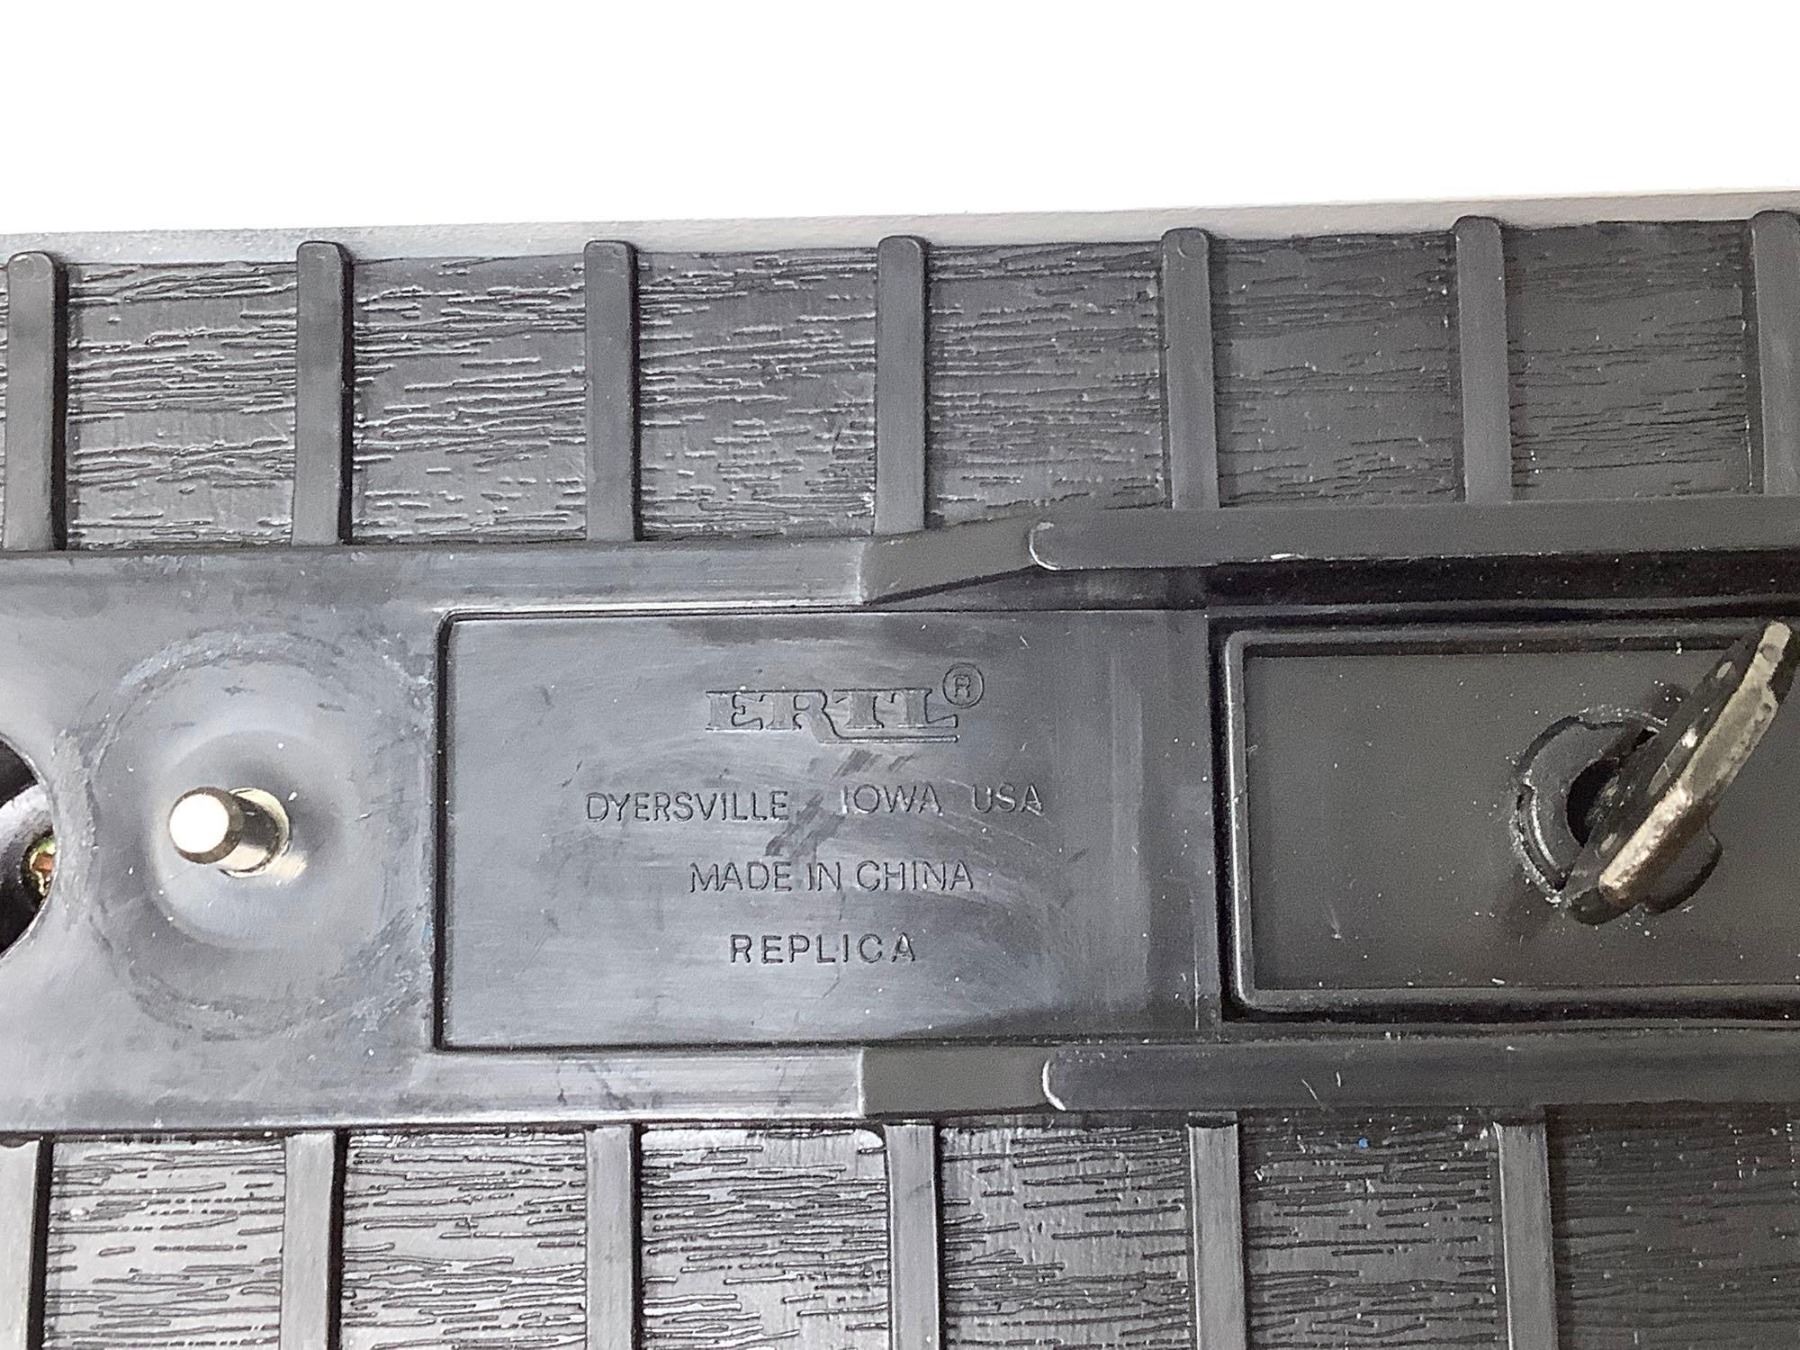 ERTL®
DYERSVILLE IOWA USA
MADE IN CHINA
REPLICA